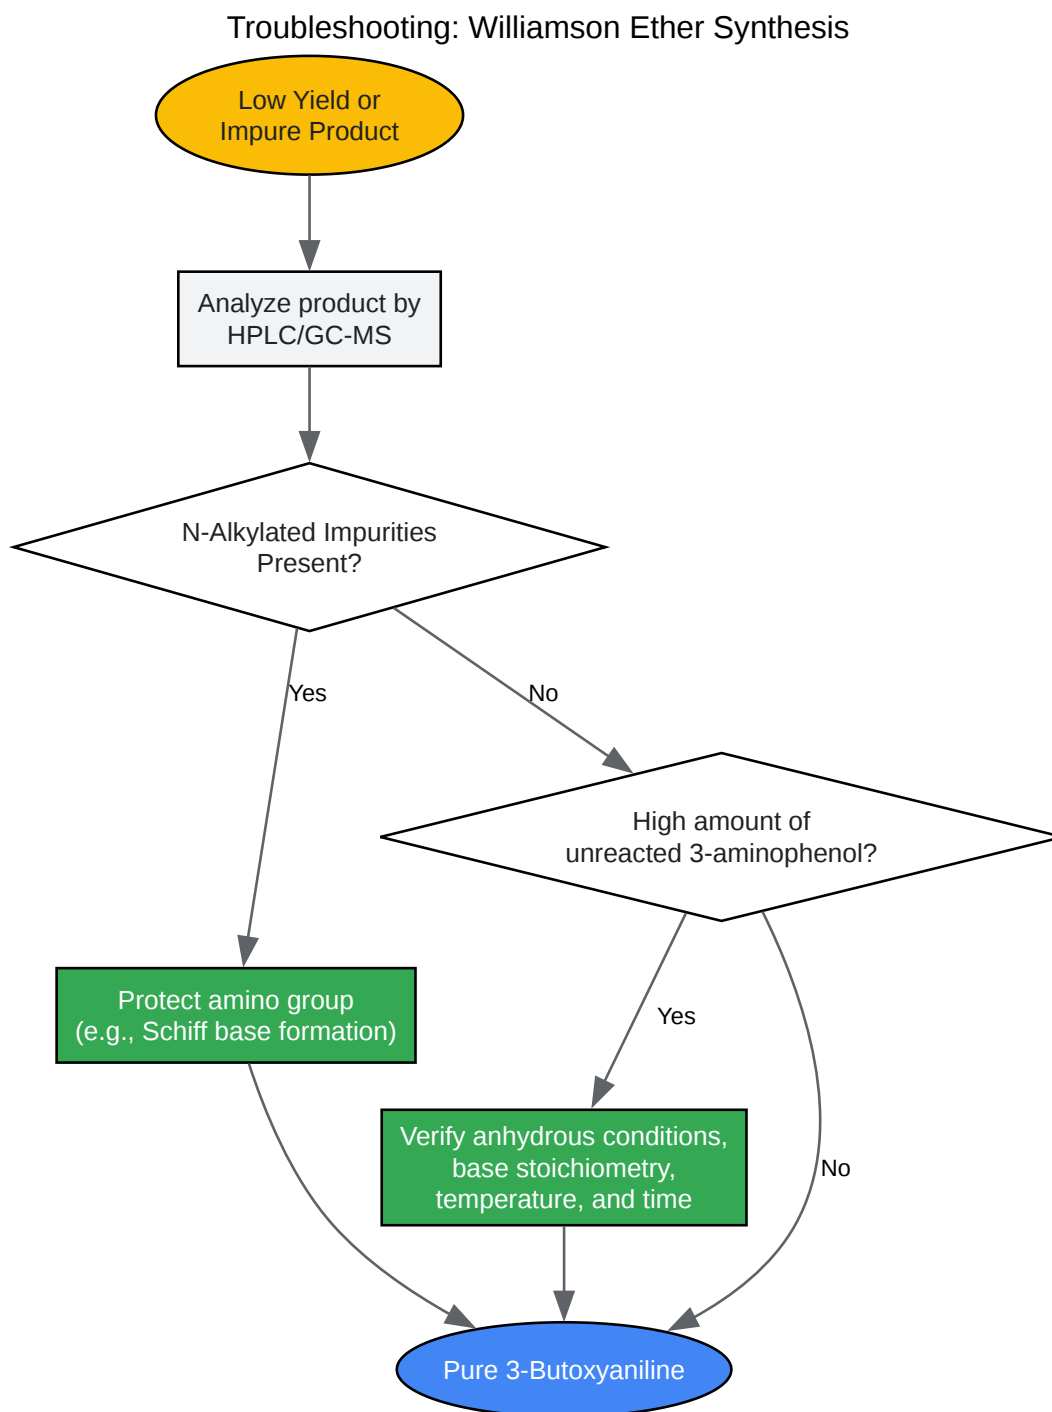 Troubleshooting: Williamson Ether Synthesis
Low Yield or
Impure Product
Analyze product by
HPLC/GC-MS
N-Alkylated Impurities
Present?
Yes
No
High amount of
unreacted 3-aminophenol?
Protect amino group
(e.g., Schiff base formation)
Yes
Verify anhydrous conditions,
base stoichiometry,
temperature, and time
No
Pure 3-Butoxyaniline